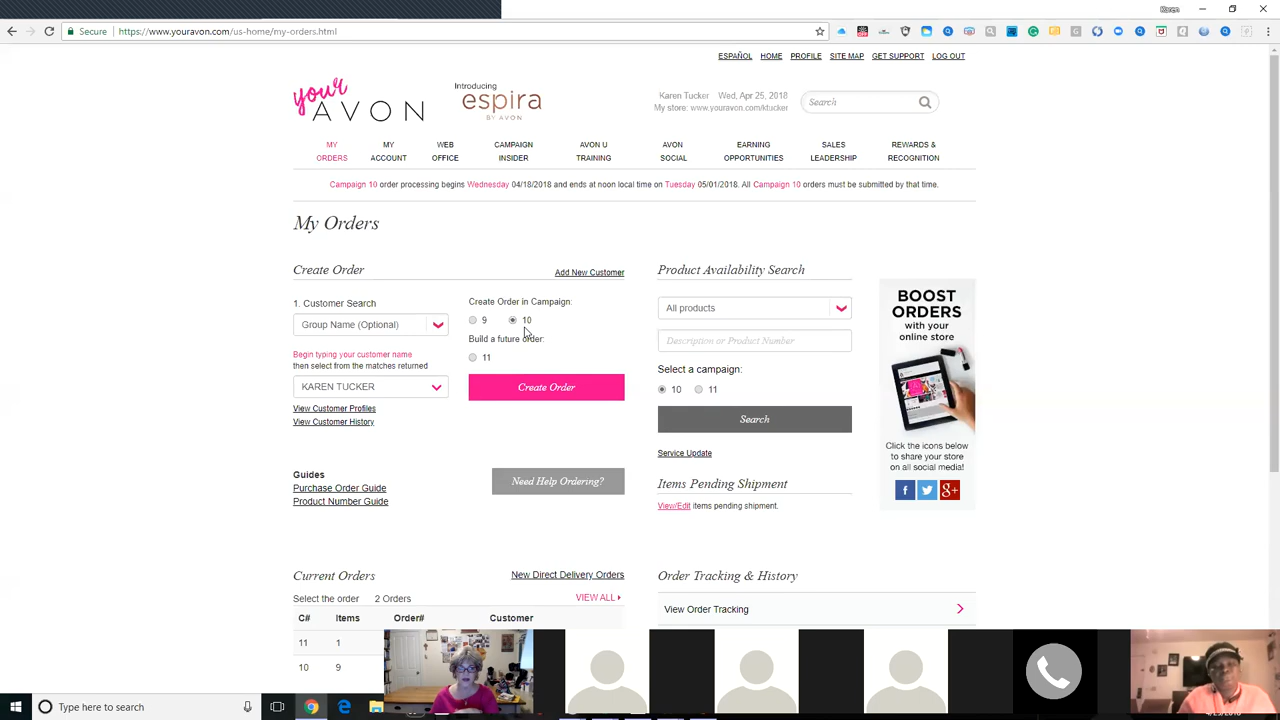 Karen
Secure https://www.youravon.com/us-home/my-orders.html
ESPAÑOL HOME PROFILE SITE MAP GET SUPPORT LOG OUT
your AVON
Introducing
espira
BY AVON
Karen Tucker Wed, Apr 25, 2018
My store: www.youravon.com/ktucker
Search
MY ORDERS
MY ACCOUNT
WEB OFFICE
CAMPAIGN INSIDER
AVON U TRAINING
AVON SOCIAL
EARNING OPPORTUNITIES
SALES LEADERSHIP
REWARDS & RECOGNITION
Campaign 10 order processing begins Wednesday 04/18/2018 and ends at noon local time on Tuesday 05/01/2018. All Campaign 10 orders must be submitted by that time.
My Orders
Create Order
Add New Customer
1. Customer Search
Group Name (Optional)
Begin typing your customer name
then select from the matches returned
KAREN TUCKER
View Customer Profiles
View Customer History
Create Order in Campaign:
9 10
Build a future order:
11
Create Order
Guides
Purchase Order Guide
Product Number Guide
Need Help Ordering?
Product Availability Search
All products
Description or Product Number
Select a campaign:
10 11
Search
Service Update
Items Pending Shipment
View/Edit items pending shipment.
BOOST
ORDERS
with your
online store
Click the icons below
to share your store
on all social media!
f g+
Current Orders
New Direct Delivery Orders
Select the order 2 Orders VIEW ALL
C# Items Order# Customer
11 1
10 9
Order Tracking & History
View Order Tracking
Type here to search